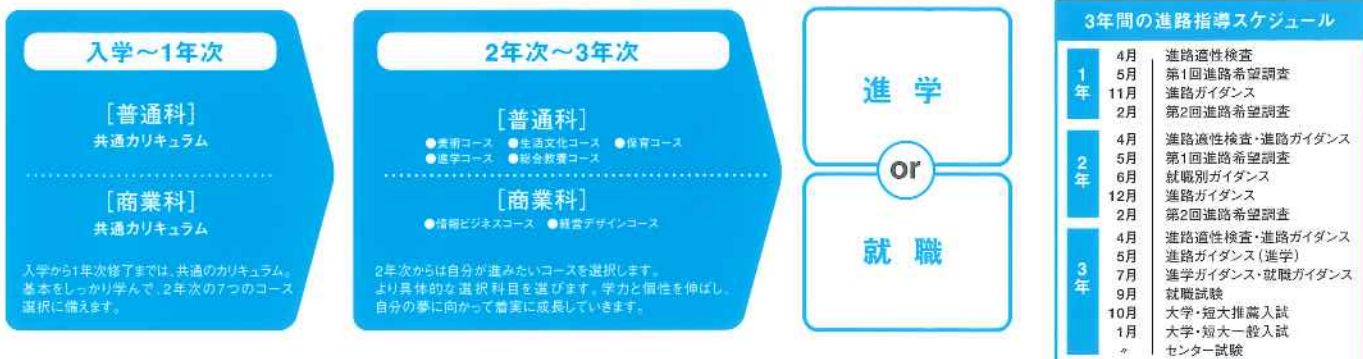 入学～1年次
[普通科]
共通カリキュラム
[商業科]
共通カリキュラム
入学から1年次修了までは、共通のカリキュラム。
基本をしっかり学んで、2年次の7つのコース
選択に備えます。
2年次～3年次
[普通科]
●美術コース ●生活文化コース ●保育コース
●進学コース ●総合教養コース
[商業科]
●情報ビジネスコース ●経営デザインコース
2年次からは自分が進みたいコースを選択します。
より具体的な選択科目を選びます。学力と個性を伸ばし、
自分の夢に向かって着実に成長していきます。
進学
or
就職
3年間の進路指導スケジュール
1年
4月 進路適性検査
5月 第1回進路希望調査
11月 進路ガイダンス
2月 第2回進路希望調査
2年
4月 進路適性検査・進路ガイダンス
5月 第1回進路希望調査
6月 就職別ガイダンス
12月 進路ガイダンス
2月 第2回進路希望調査
3年
4月 進路適性検査・進路ガイダンス
5月 進路ガイダンス(進学)
7月 進学ガイダンス・就職ガイダンス
9月 就職試験
10月 大学・短大推薦入試
1月 大学・短大一般入試
〃 センター試験